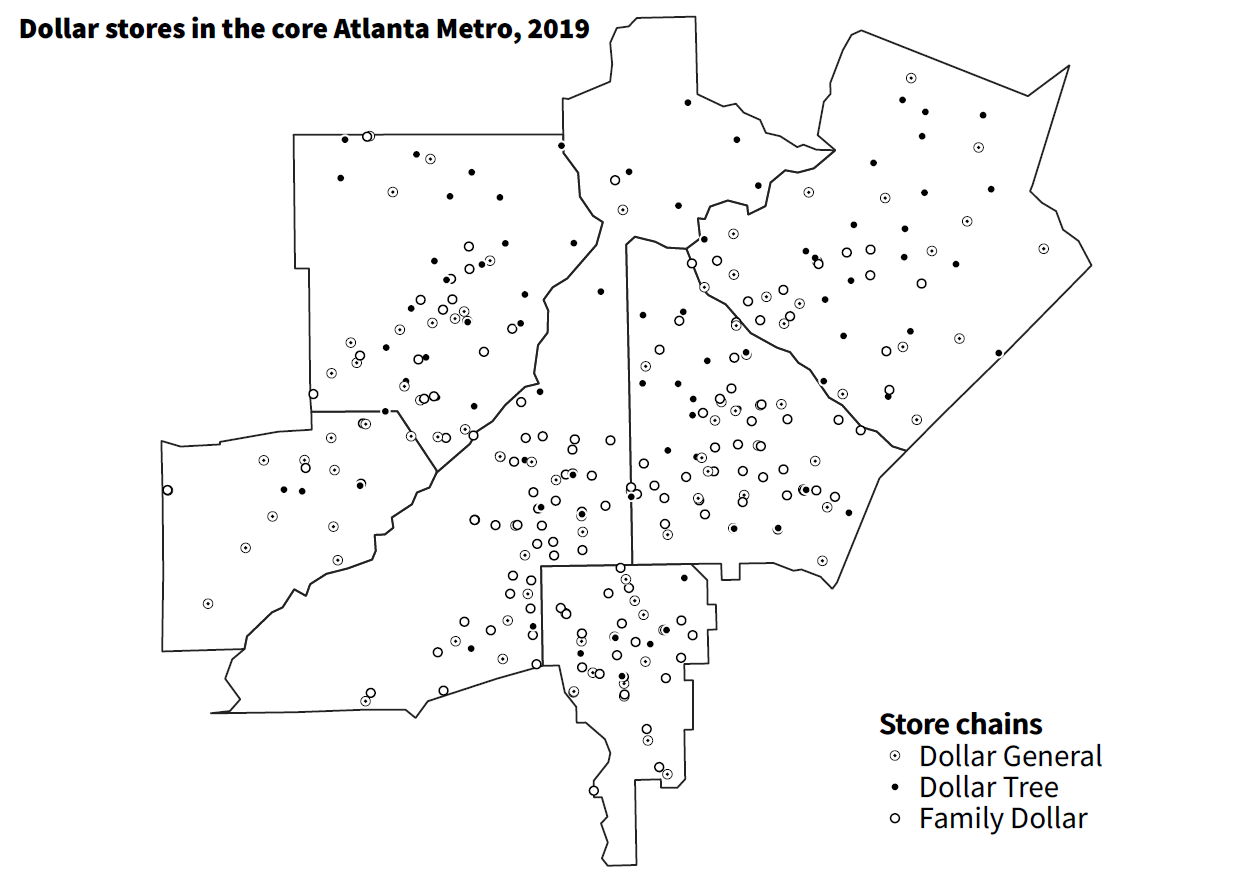 Dollar stores in the core Atlanta Metro, 2019
Store chains
Dollar General
Dollar Tree
Family Dollar